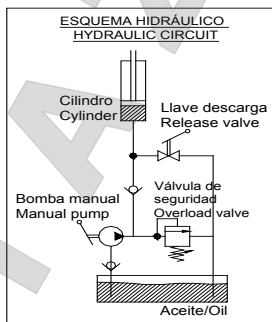 ESQUEMA HIDRÁULICO
HYDRAULIC CIRCUIT
Cilindro
Cylinder
Llave descarga
Release valve
Válvula de
seguridad
Overload valve
Bomba manual
Manual pump
Aceite/Oil